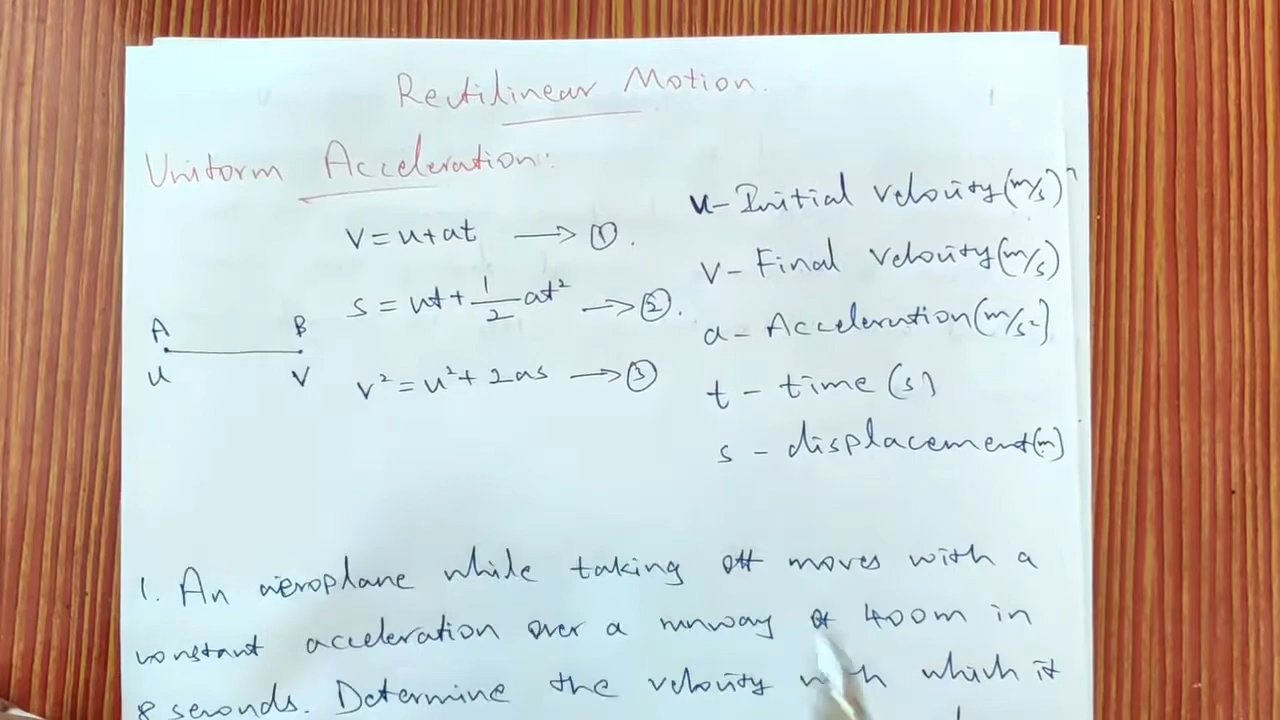 Rectilinear Motion.
Uniform Acceleration:
V = u+at → ①.
s = ut + 1/2 at² → ②.
A B
u V
V² = u² + 2as → ③
u - Initial velocity (m/s)
V - Final velocity (m/s)
a - Acceleration (m/s²)
t - time (s)
s - displacement (m)
1. An aeroplane while taking off moves with a
constant acceleration over a runway of 400m in
8 seconds. Determine the velocity with which it